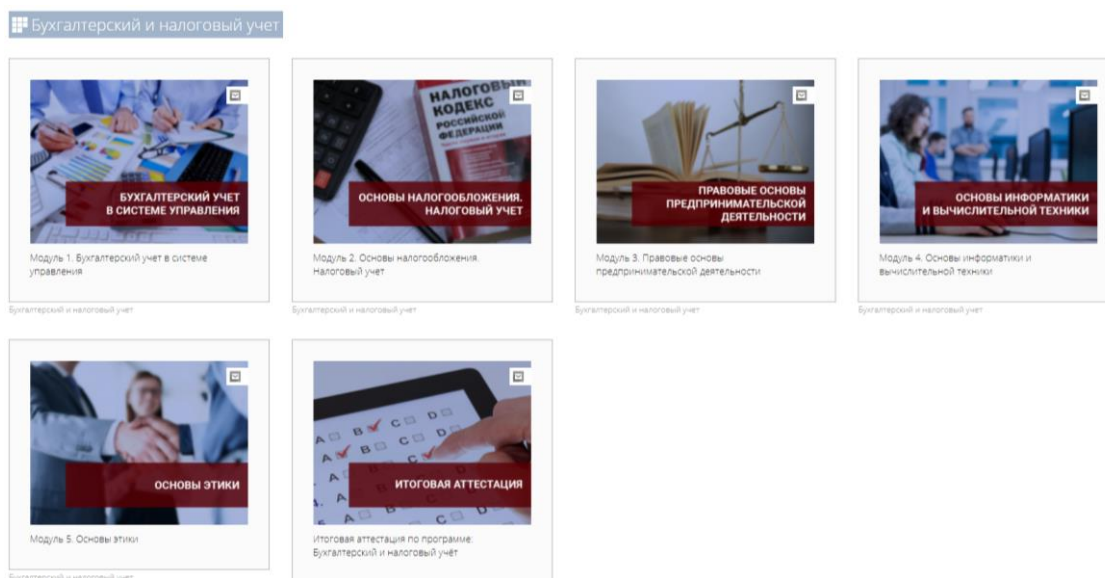 Бухгалтерский и налоговый учет
БУХГАЛТЕРСКИЙ УЧЕТ
В СИСТЕМЕ УПРАВЛЕНИЯ
Модуль 1. Бухгалтерский учет в системе
управления
Бухгалтерский и налоговый учет
НАЛОГОВЫЙ
КОДЕКС
РОССИЙСКОЙ
ФЕДЕРАЦИИ
ОСНОВЫ НАЛОГООБЛОЖЕНИЯ.
НАЛОГОВЫЙ УЧЕТ
Модуль 2. Основы налогообложения.
Налоговый учет
Бухгалтерский и налоговый учет
ПРАВОВЫЕ ОСНОВЫ
ПРЕДПРИНИМАТЕЛЬСКОЙ
ДЕЯТЕЛЬНОСТИ
Модуль 3. Правовые основы
предпринимательской деятельности
Бухгалтерский и налоговый учет
ОСНОВЫ ИНФОРМАТИКИ
И ВЫЧИСЛИТЕЛЬНОЙ ТЕХНИКИ
Модуль 4. Основы информатики и
вычислительной техники
Бухгалтерский и налоговый учет
ОСНОВЫ ЭТИКИ
Модуль 5. Основы этики
Бухгалтерский и налоговый учет
A B C D
A B C D
ИТОГОВАЯ АТТЕСТАЦИЯ
Итоговая аттестация по программе:
Бухгалтерский и налоговый учёт